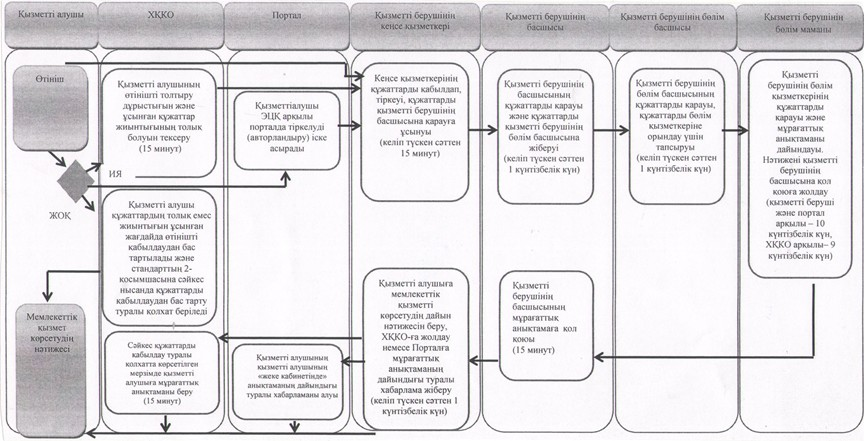 Қызметті алушы
ХҚКО
Портал
Қызметті берушінің
кеңсе қызметкері
Қызметті берушінің
басшысы
Қызметті берушінің бөлім
басшысы
Қызметті берушінің
бөлім маманы
Өтініш
ИЯ
ЖОҚ
Қызметті алушының
өтінішті толтыру
дұрыстығын және
ұсынған құжаттар
жиынтығының толық
болуын тексеру
(15 минут)
Қызметтіалушы
ЭЦҚ арқылы
порталда тіркелуді
(авторландыру) іске
асырады
Кеңсе қызметкерінің
құжаттарды қабылдап,
тіркеуі, құжаттарды
қызметті берушінің
басшысына қарауға
ұсынуы
(келіп түскен сәттен
15 минут)
Қызметті берушінің
басшысының
құжаттарды қарауы
және құжаттарды
қызметті берушінің
бөлім басшысына
жіберуі
(келіп түскен сәттен
1 күнтізбелік күн)
Қызметті берушінің
бөлім басшысының
құжаттарды қарауы,
құжаттарды бөлім
қызметкеріне
орындау үшін
тапсыруы
(келіп түскен сәттен
1 күнтізбелік күн)
Қызметті
берушінің бөлім
қызметкерінің
құжаттарды
қарауы және
мұрағаттық
анықтаманы
дайындауы.
Нәтижені қызметті
берушінің
басшысына қол
қоюға жолдау
(қызметті беруші
және портал
арқылы – 10
күнтізбелік күн,
ХҚКО арқылы– 9
күнтізбелік күн)
Қызметті алушы
құжаттардың толық емес
жиынтығын ұсынған
жағдайда өтінішті
қабылдаудан бас
тартылады және
стандарттың 2-
қосымшасына сәйкес
нысанда құжаттарды
қабылдаудан бас тарту
туралы қолхат беріледі
Мемлекеттік
қызмет
көрсетудің
нәтижесі
Сәйкес құжаттарды
қабылдау туралы
қолхатта көрсетілген
мерзімде қызметті
алушыға мұрағаттық
анықтаманы беру
(15 минут)
Қызметті алушының
қызметті алушының
«жеке кабинетінде»
анықтаманың дайындығы
туралы хабарламаны алуы
Қызметті алушыға
мемлекеттік
қызметті
көрсетудің дайын
нәтижесін беру,
ХҚКО-ға жолдау
немесе Порталға
мұрағаттық
анықтаманың
дайындығы туралы
хабарлама жіберу
(келіп түскен сәттен 1
күнтізбелік күн)
Қызметті
берушінің
басшысының
мұрағаттық
анықтамаға қол
қоюы
(15 минут)